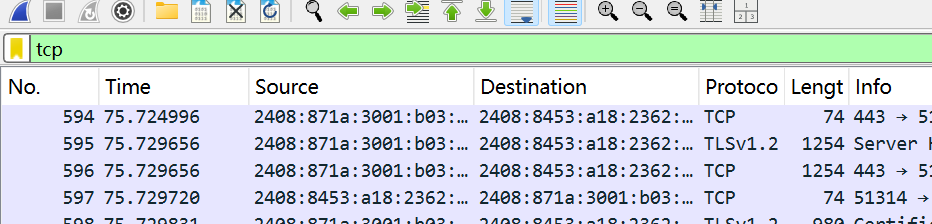 tcp
No. Time Source Destination Protoco Lengt Info
594 75.724996 2408:871a:3001:b03:… 2408:8453:a18:2362:… TCP 74 443 → 51
595 75.729656 2408:871a:3001:b03:… 2408:8453:a18:2362:… TLSv1.2 1254 Server
596 75.729656 2408:871a:3001:b03:… 2408:8453:a18:2362:… TCP 1254 443 → 51
597 75.729720 2408:8453:a18:2362:… 2408:871a:3001:b03:… TCP 74 51314 →
598 75.729831 2408:8453:a18:2362:… 2408:871a:3001:b03:… TLSv1.2 980 Certifi